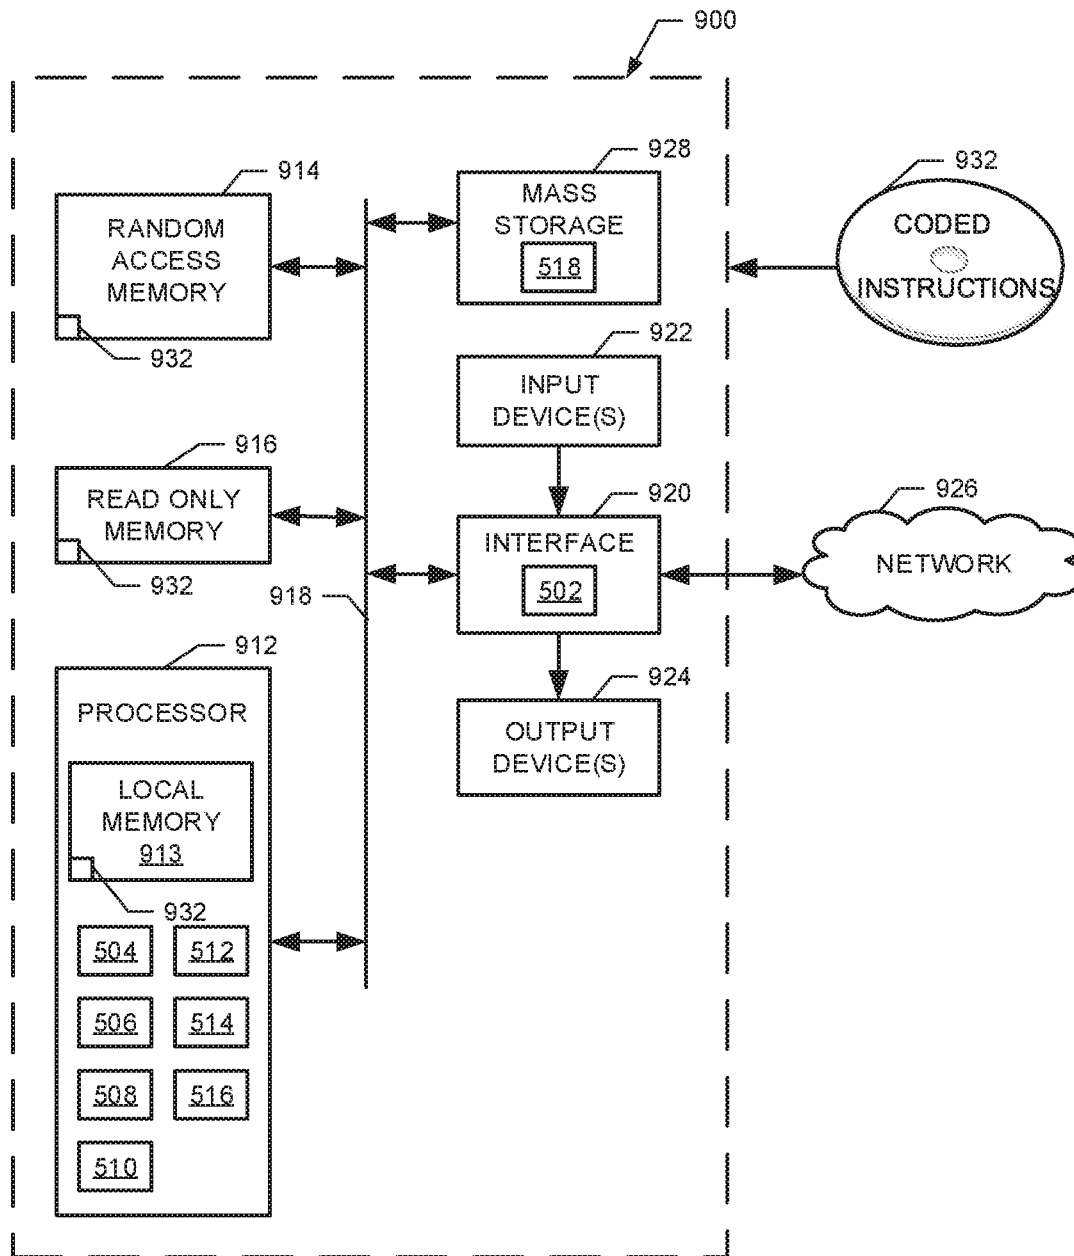 900
914
RANDOM
ACCESS
MEMORY
932
928
MASS
STORAGE
518
932
CODED
INSTRUCTIONS
922
INPUT
DEVICE(S)
916
READ ONLY
MEMORY
932
918
920
INTERFACE
502
926
NETWORK
912
PROCESSOR
LOCAL
MEMORY
913
932
504
512
506
514
508
516
510
924
OUTPUT
DEVICE(S)